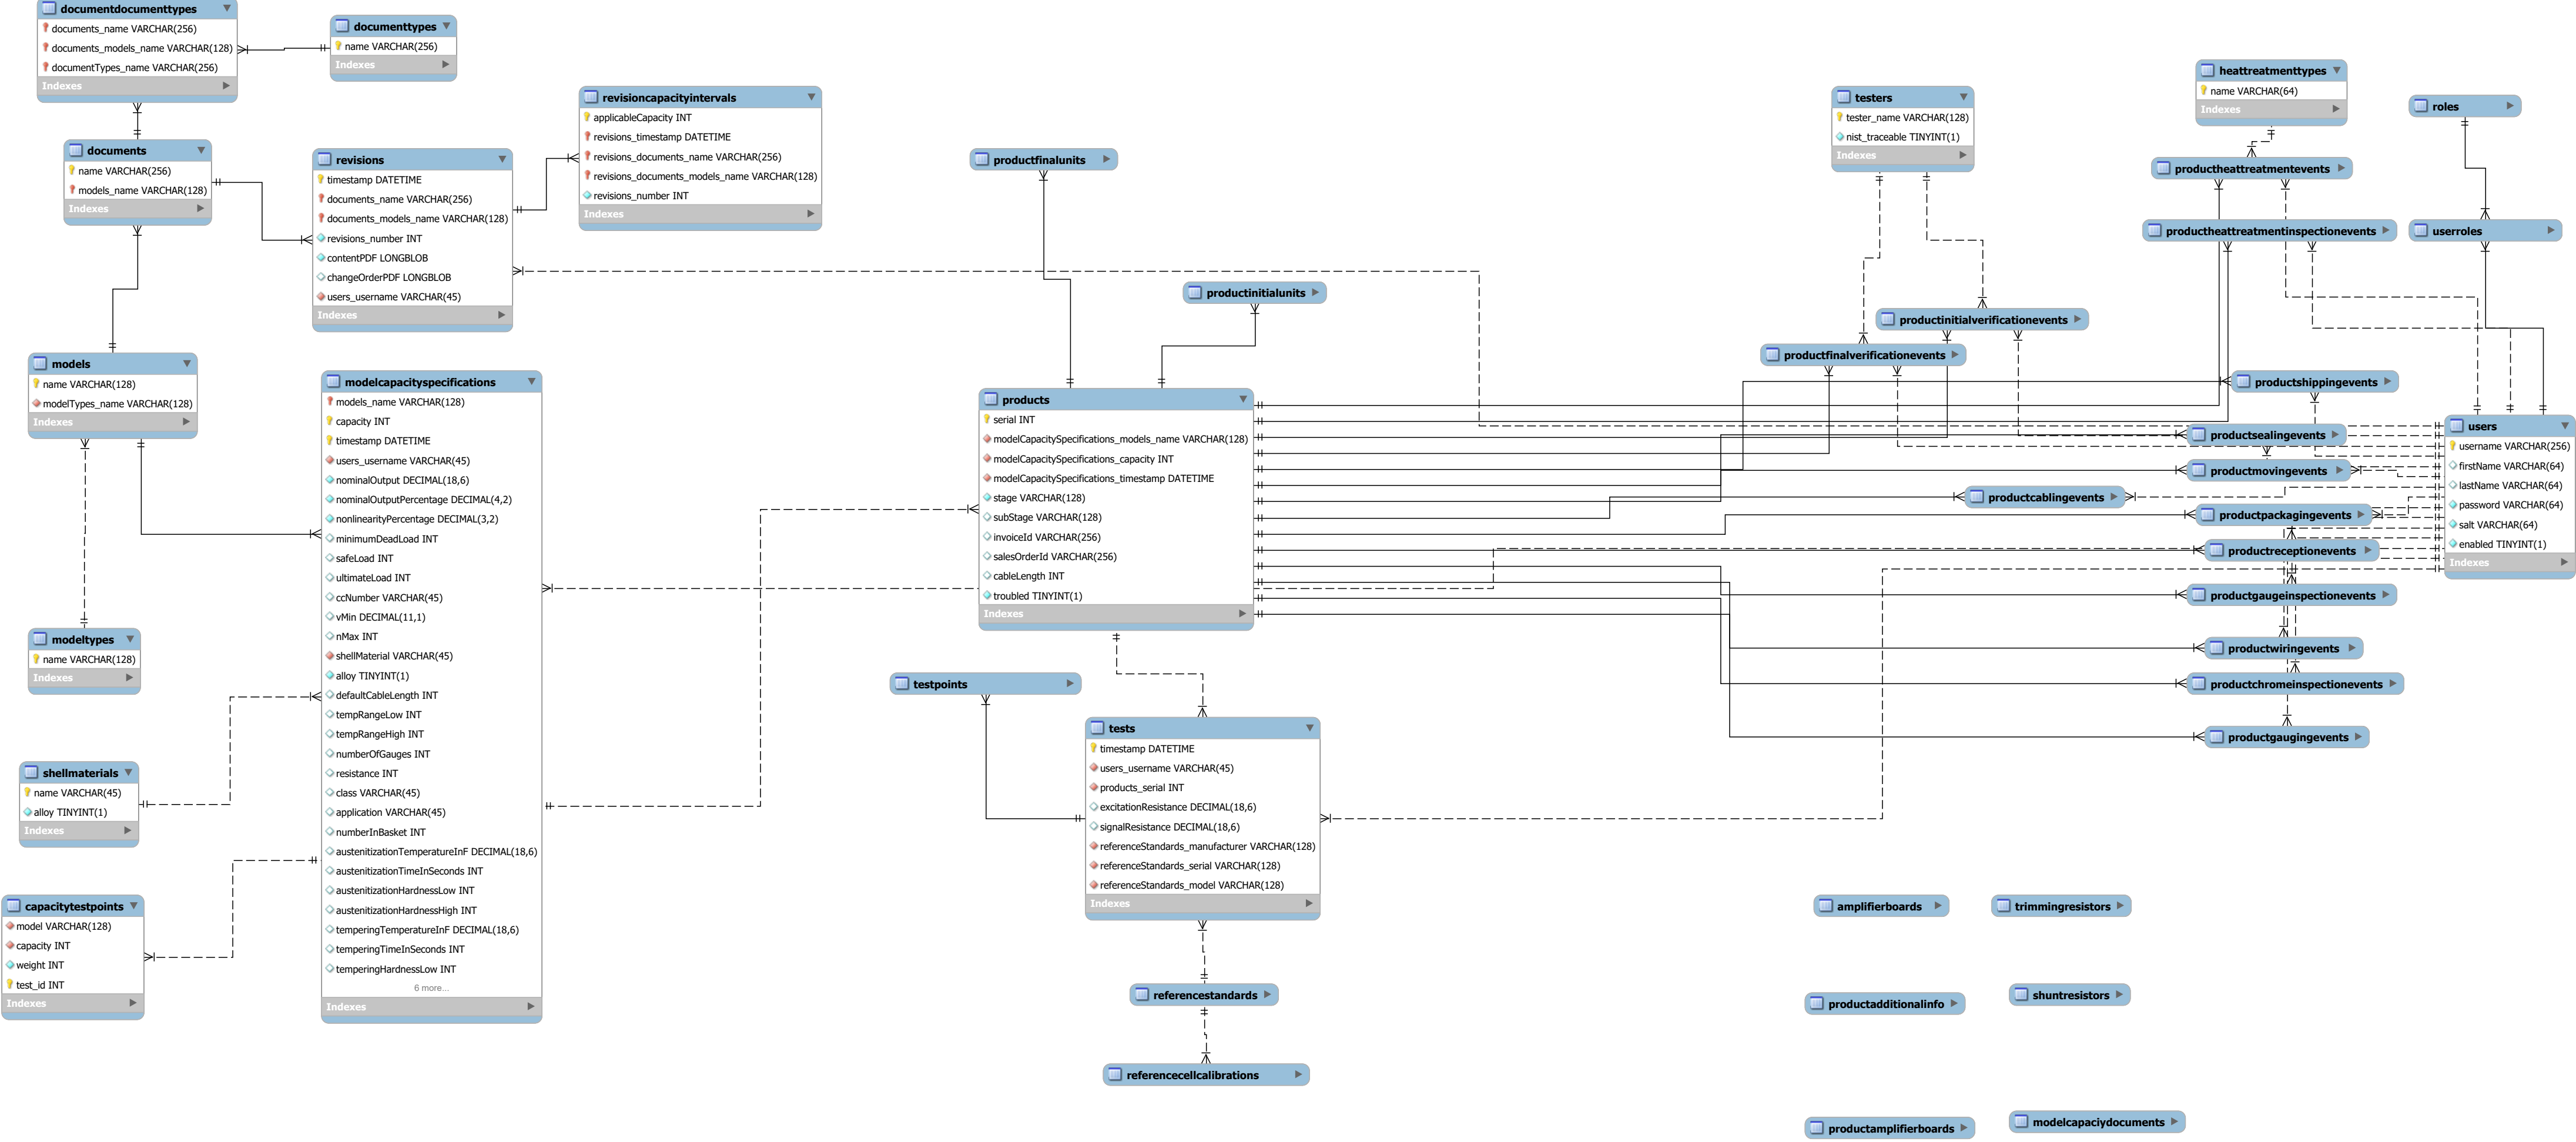 documentdocumenttypes
documents_name VARCHAR(256)
documents_models_name VARCHAR(128)
documentTypes_name VARCHAR(256)
Indexes
documenttypes
name VARCHAR(256)
Indexes
documents
name VARCHAR(256)
models_name VARCHAR(128)
Indexes
revisions
timestamp DATETIME
documents_name VARCHAR(256)
documents_models_name VARCHAR(128)
revisions_number INT
contentPDF LONGBLOB
changeOrderPDF LONGBLOB
users_username VARCHAR(45)
Indexes
revisioncapacityintervals
applicableCapacity INT
revisions_timestamp DATETIME
revisions_documents_name VARCHAR(256)
revisions_documents_models_name VARCHAR(128)
revisions_number INT
Indexes
models
name VARCHAR(128)
modelTypes_name VARCHAR(128)
Indexes
modeltypes
name VARCHAR(128)
Indexes
shellmaterials
name VARCHAR(45)
alloy TINYINT(1)
Indexes
capacitytestpoints
model VARCHAR(128)
capacity INT
weight INT
test_id INT
Indexes
modelcapacityspecifications
models_name VARCHAR(128)
capacity INT
timestamp DATETIME
users_username VARCHAR(45)
nominalOutput DECIMAL(18,6)
nominalOutputPercentage DECIMAL(4,2)
nonlinearityPercentage DECIMAL(3,2)
minimumDeadLoad INT
safeLoad INT
ultimateLoad INT
ccNumber VARCHAR(45)
vMin DECIMAL(11,1)
nMax INT
shellMaterial VARCHAR(45)
alloy TINYINT(1)
defaultCableLength INT
tempRangeLow INT
tempRangeHigh INT
numberOfGauges INT
resistance INT
class VARCHAR(45)
application VARCHAR(45)
numberInBasket INT
austenitizationTemperatureInF DECIMAL(18,6)
austenitizationTimeInSeconds INT
austenitizationHardnessLow INT
austenitizationHardnessHigh INT
temperingTemperatureInF DECIMAL(18,6)
temperingTimeInSeconds INT
temperingHardnessLow INT
6 more...
Indexes
productfinalunits
productinitialunits
products
serial INT
modelCapacitySpecifications_models_name VARCHAR(128)
modelCapacitySpecifications_capacity INT
modelCapacitySpecifications_timestamp DATETIME
stage VARCHAR(128)
subStage VARCHAR(128)
invoiceId VARCHAR(256)
salesOrderId VARCHAR(256)
cableLength INT
troubled TINYINT(1)
Indexes
testpoints
tests
timestamp DATETIME
users_username VARCHAR(45)
products_serial INT
excitationResistance DECIMAL(18,6)
signalResistance DECIMAL(18,6)
referenceStandards_manufacturer VARCHAR(128)
referenceStandards_serial VARCHAR(128)
referenceStandards_model VARCHAR(128)
Indexes
referencestandards
referencecellcalibrations
testers
tester_name VARCHAR(128)
nist_traceable TINYINT(1)
Indexes
heattreatmenttypes
name VARCHAR(64)
Indexes
roles
productheattreatmentevents
productheattreatmentinspectionevents
userroles
productinitialverificationevents
productfinalverificationevents
productshippingevents
productsealingevents
productmovingevents
productcablingevents
productpackagingevents
productreceptionevents
productgaugeinspectionevents
productwiringevents
productchromeinspectionevents
productgaugingevents
users
username VARCHAR(256)
firstName VARCHAR(64)
lastName VARCHAR(64)
password VARCHAR(64)
salt VARCHAR(64)
enabled TINYINT(1)
Indexes
amplifierboards
trimmingresistors
productadditionalinfo
shuntresistors
productamplifierboards
modelcapaciydocuments